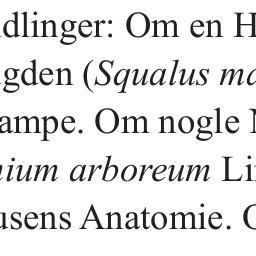 dlinger: Om en H
gden (Squalus ma
ampe. Om nogle
nium arboreum Li
usens Anatomie.